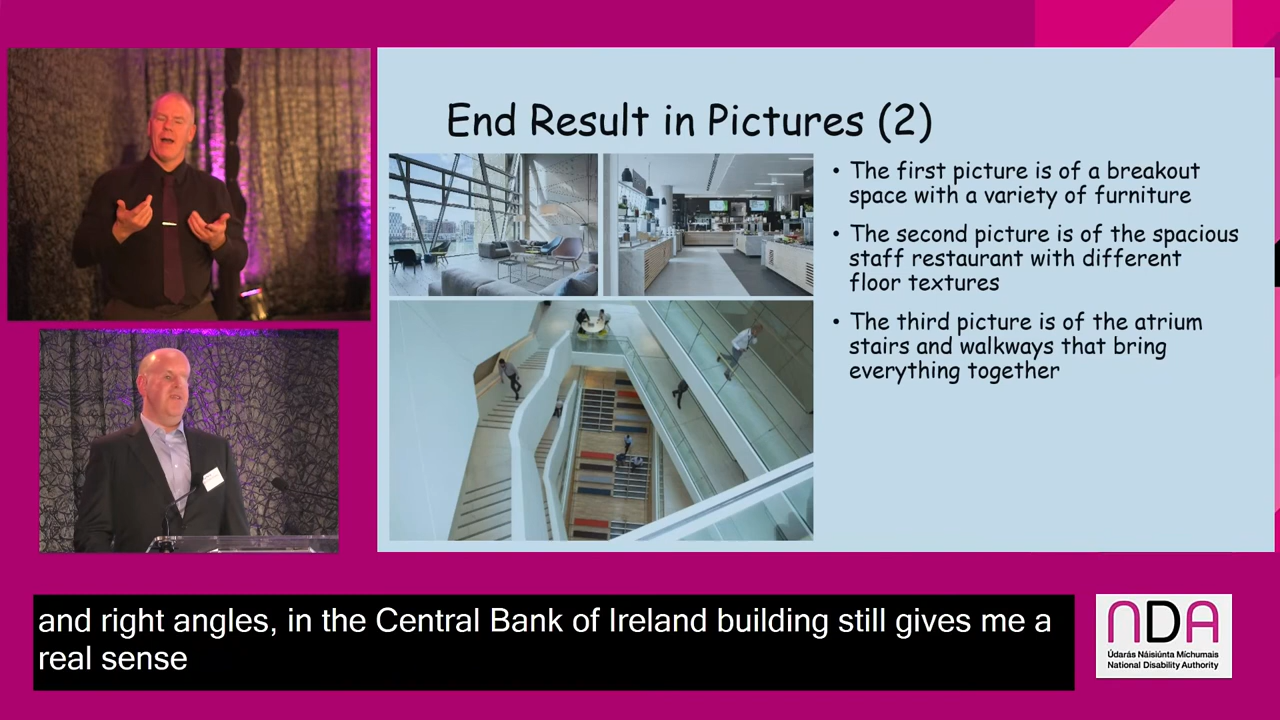 End Result in Pictures (2)
• The first picture is of a breakout
space with a variety of furniture
• The second picture is of the spacious
staff restaurant with different
floor textures
• The third picture is of the atrium
stairs and walkways that bring
everything together
and right angles, in the Central Bank of Ireland building still gives me a
real sense
NDA
Údarás Náisiúnta Míchumais
National Disability Authority